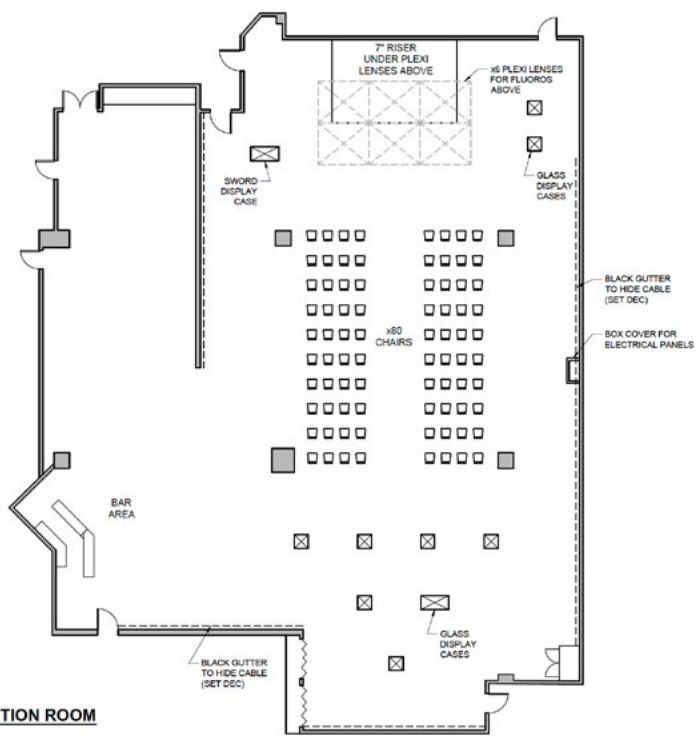 7" RISER
UNDER PLEXI
LENSES ABOVE
x6 PLEXI LENSES
FOR FLUOROS
ABOVE
SWORD
DISPLAY
CASE
GLASS
DISPLAY
CASES
BLACK GUTTER
TO HIDE CABLE
(SET DEC)
x80
CHAIRS
BOX COVER FOR
ELECTRICAL PANELS
BAR
AREA
GLASS
DISPLAY
CASES
BLACK GUTTER
TO HIDE CABLE
(SET DEC)
TION ROOM